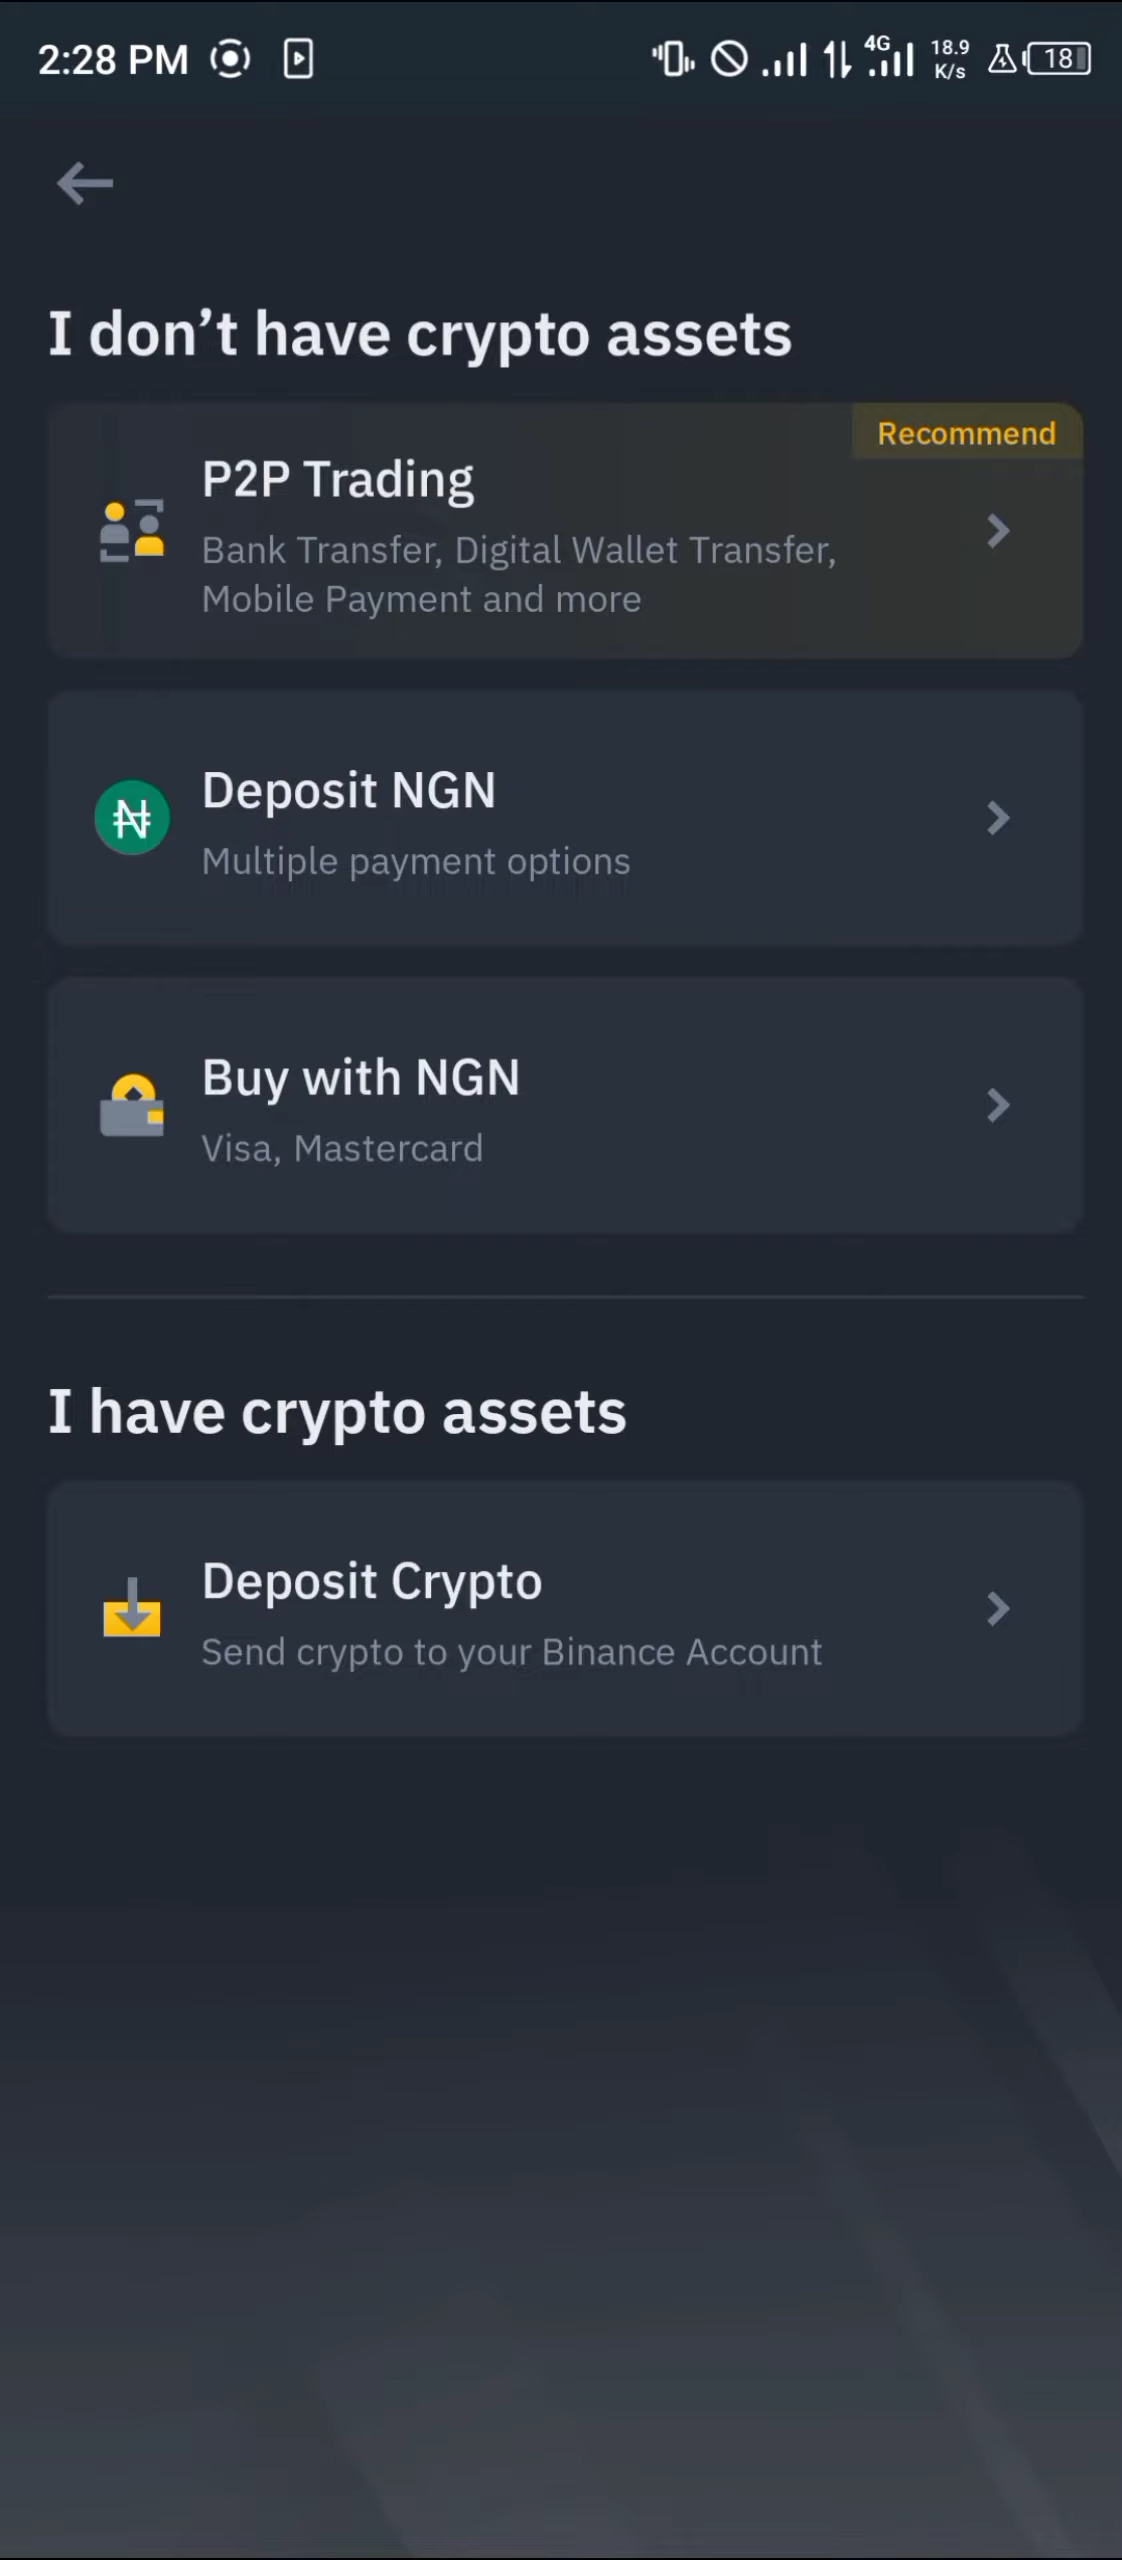 2:28 PM
4G
18.9
K/s
18
I don’t have crypto assets
Recommend
P2P Trading
Bank Transfer, Digital Wallet Transfer,
Mobile Payment and more
Deposit NGN
Multiple payment options
Buy with NGN
Visa, Mastercard
I have crypto assets
Deposit Crypto
Send crypto to your Binance Account